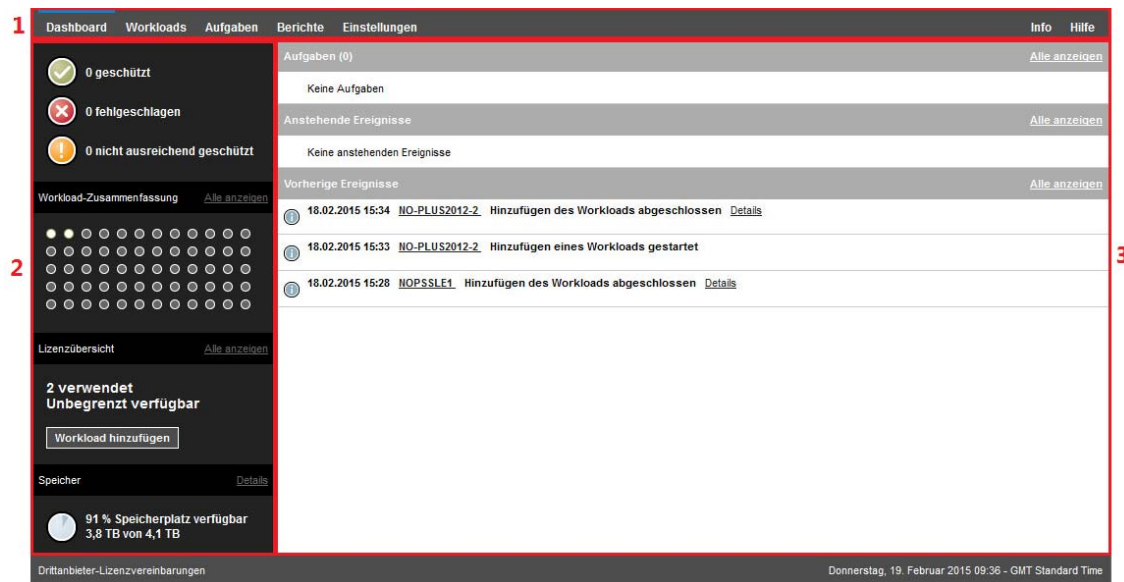 1
Dashboard Workloads Aufgaben Berichte Einstellungen Info Hilfe
2
0 geschützt
0 fehlgeschlagen
0 nicht ausreichend geschützt
Workload-Zusammenfassung Alle anzeigen
Lizenzübersicht Alle anzeigen
2 verwendet
Unbegrenzt verfügbar
Workload hinzufügen
Speicher Details
91 % Speicherplatz verfügbar
3,8 TB von 4,1 TB
3
Aufgaben (0) Alle anzeigen
Keine Aufgaben
Anstehende Ereignisse Alle anzeigen
Keine anstehenden Ereignisse
Vorherige Ereignisse Alle anzeigen
18.02.2015 15:34 NO-PLUS2012-2 Hinzufügen des Workloads abgeschlossen Details
18.02.2015 15:33 NO-PLUS2012-2 Hinzufügen eines Workloads gestartet
18.02.2015 15:28 NOPSSLE1 Hinzufügen des Workloads abgeschlossen Details
Drittanbieter-Lizenzvereinbarungen Donnerstag, 19. Februar 2015 09:36 - GMT Standard Time